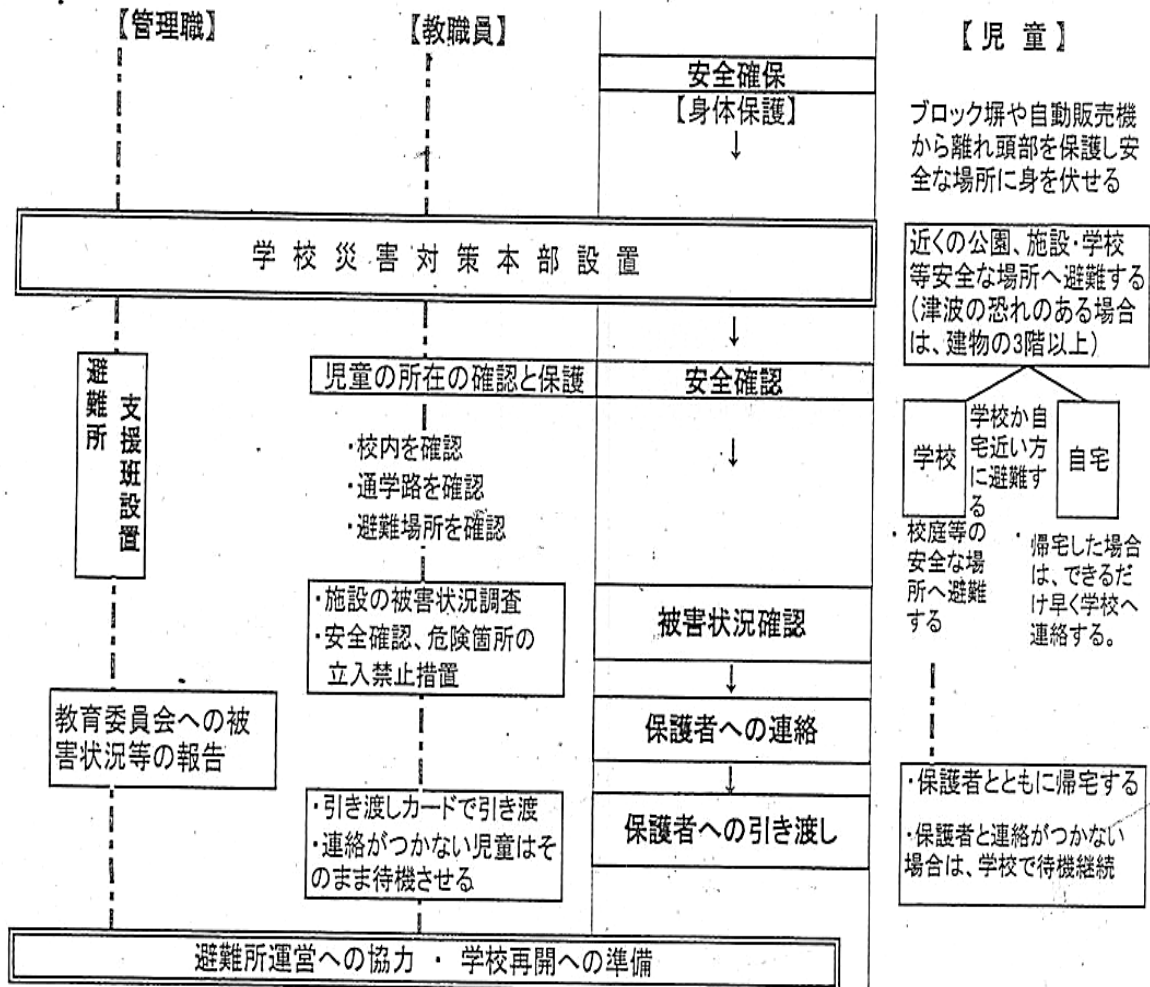 【管理職】
【教職員】
【児 童】
安全確保
【身体保護】
↓
ブロック塀や自動販売機
から離れ頭部を保護し安
全な場所に身を伏せる
学 校 災 害 対 策 本 部 設 置
近くの公園、施設・学校
等安全な場所へ避難する
(津波の恐れのある場合
は、建物の3階以上)
↓
避難所
支援班設置
児童の所在の確認と保護
安全確認
・校内を確認
・通学路を確認
・避難場所を確認
↓
学校
学校か自
宅近い方
に避難す
る
自宅
・校庭等の
安全な場
所へ避難
する
・帰宅した場合
は、できるだ
け早く学校へ
連絡する。
・施設の被害状況調査
・安全確認、危険箇所の
立入禁止措置
被害状況確認
↓
教育委員会への被
害状況等の報告
保護者への連絡
↓
・引き渡しカードで引き渡
・連絡がつかない児童はそ
のまま待機させる
保護者への引き渡し
・保護者とともに帰宅する
・保護者と連絡がつかない
場合は、学校で待機継続
避難所運営への協力 ・ 学校再開への準備